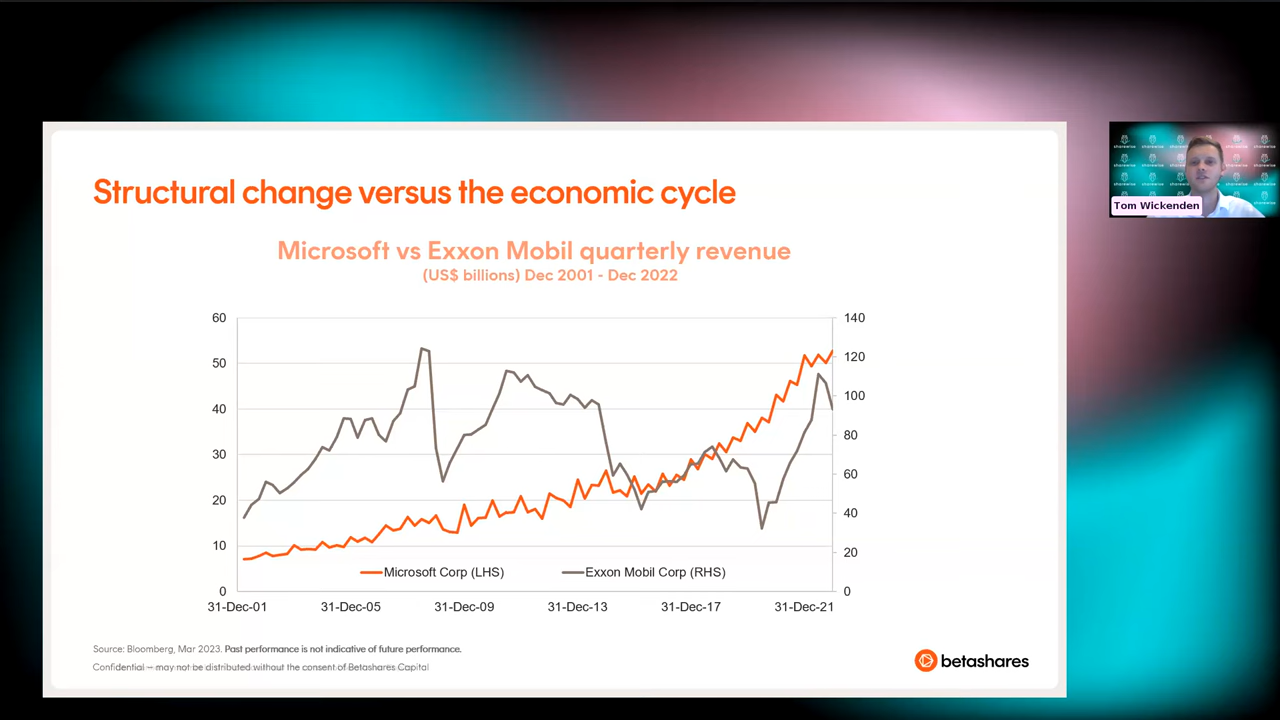 Structural change versus the economic cycle
Microsoft vs Exxon Mobil quarterly revenue
(US$ billions) Dec 2001 - Dec 2022
60
50
40
30
20
10
0
140
120
100
80
60
40
20
0
Microsoft Corp (LHS)
Exxon Mobil Corp (RHS)
31-Dec-01
31-Dec-05
31-Dec-09
31-Dec-13
31-Dec-17
31-Dec-21
Source: Bloomberg, Mar 2023. Past performance is not indicative of future performance.
Confidential – may not be distributed without the consent of Betashares Capital
betashares
Tom Wickenden